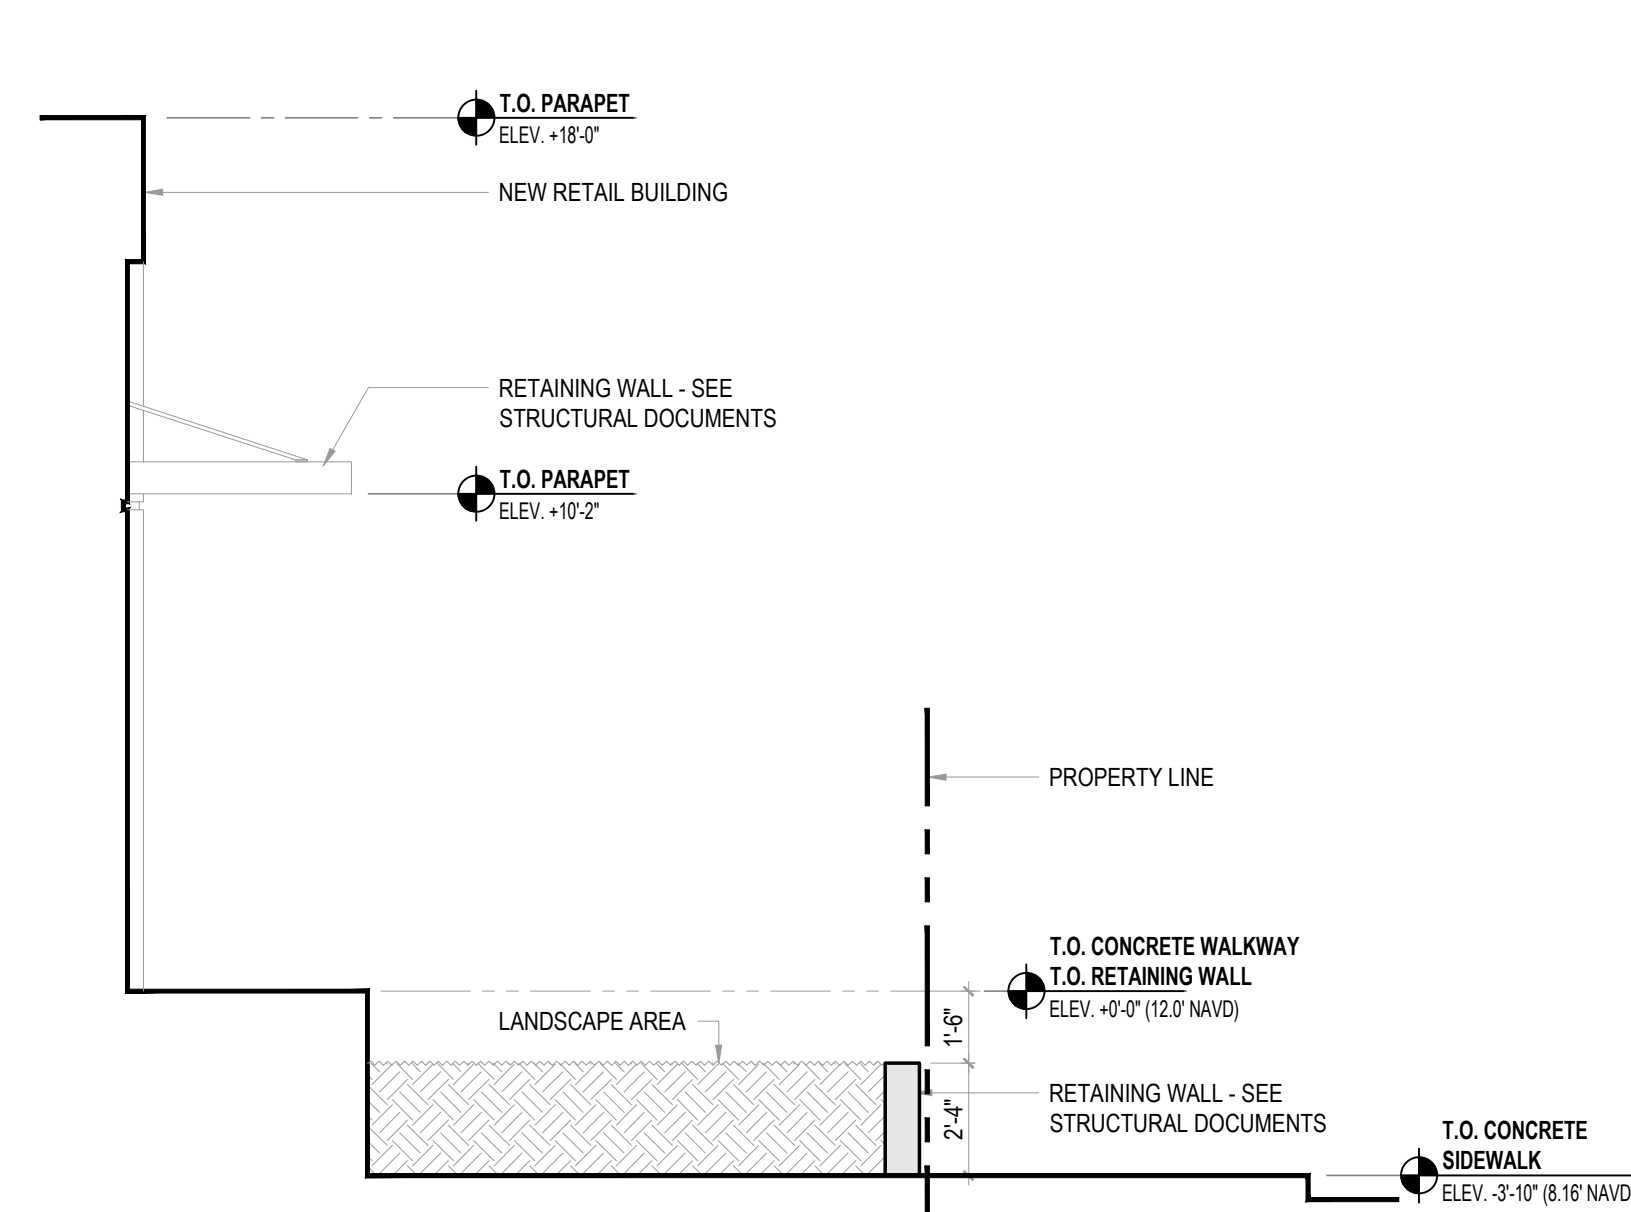 T.O. PARAPET
ELEV. +18'-0"
NEW RETAIL BUILDING
RETAINING WALL - SEE
STRUCTURAL DOCUMENTS
T.O. PARAPET
ELEV. +10'-2"
PROPERTY LINE
T.O. CONCRETE WALKWAY
T.O. RETAINING WALL
ELEV. +0'-0" (12.0' NAVD)
LANDSCAPE AREA
1'-6"
2'-4"
RETAINING WALL - SEE
STRUCTURAL DOCUMENTS
T.O. CONCRETE
SIDEWALK
ELEV. -3'-10" (8.16' NAVD